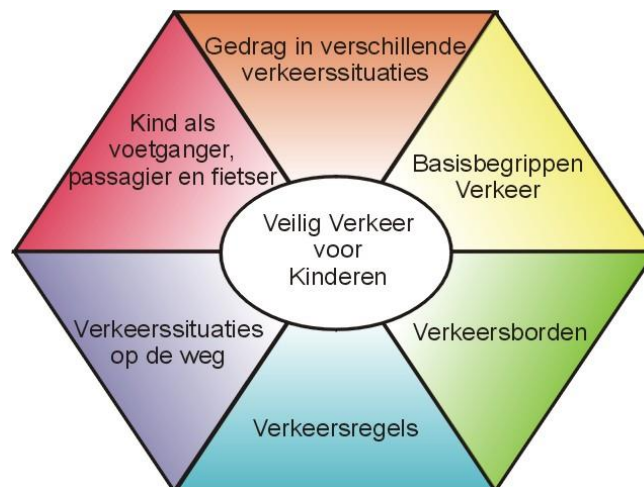 Gedrag in verschillende
verkeerssituaties
Kind als
voetganger,
passagier en fietser
Basisbegrippen
Verkeer
Veilig Verkeer
voor
Kinderen
Verkeerssituaties
op de weg
Verkeersborden
Verkeersregels